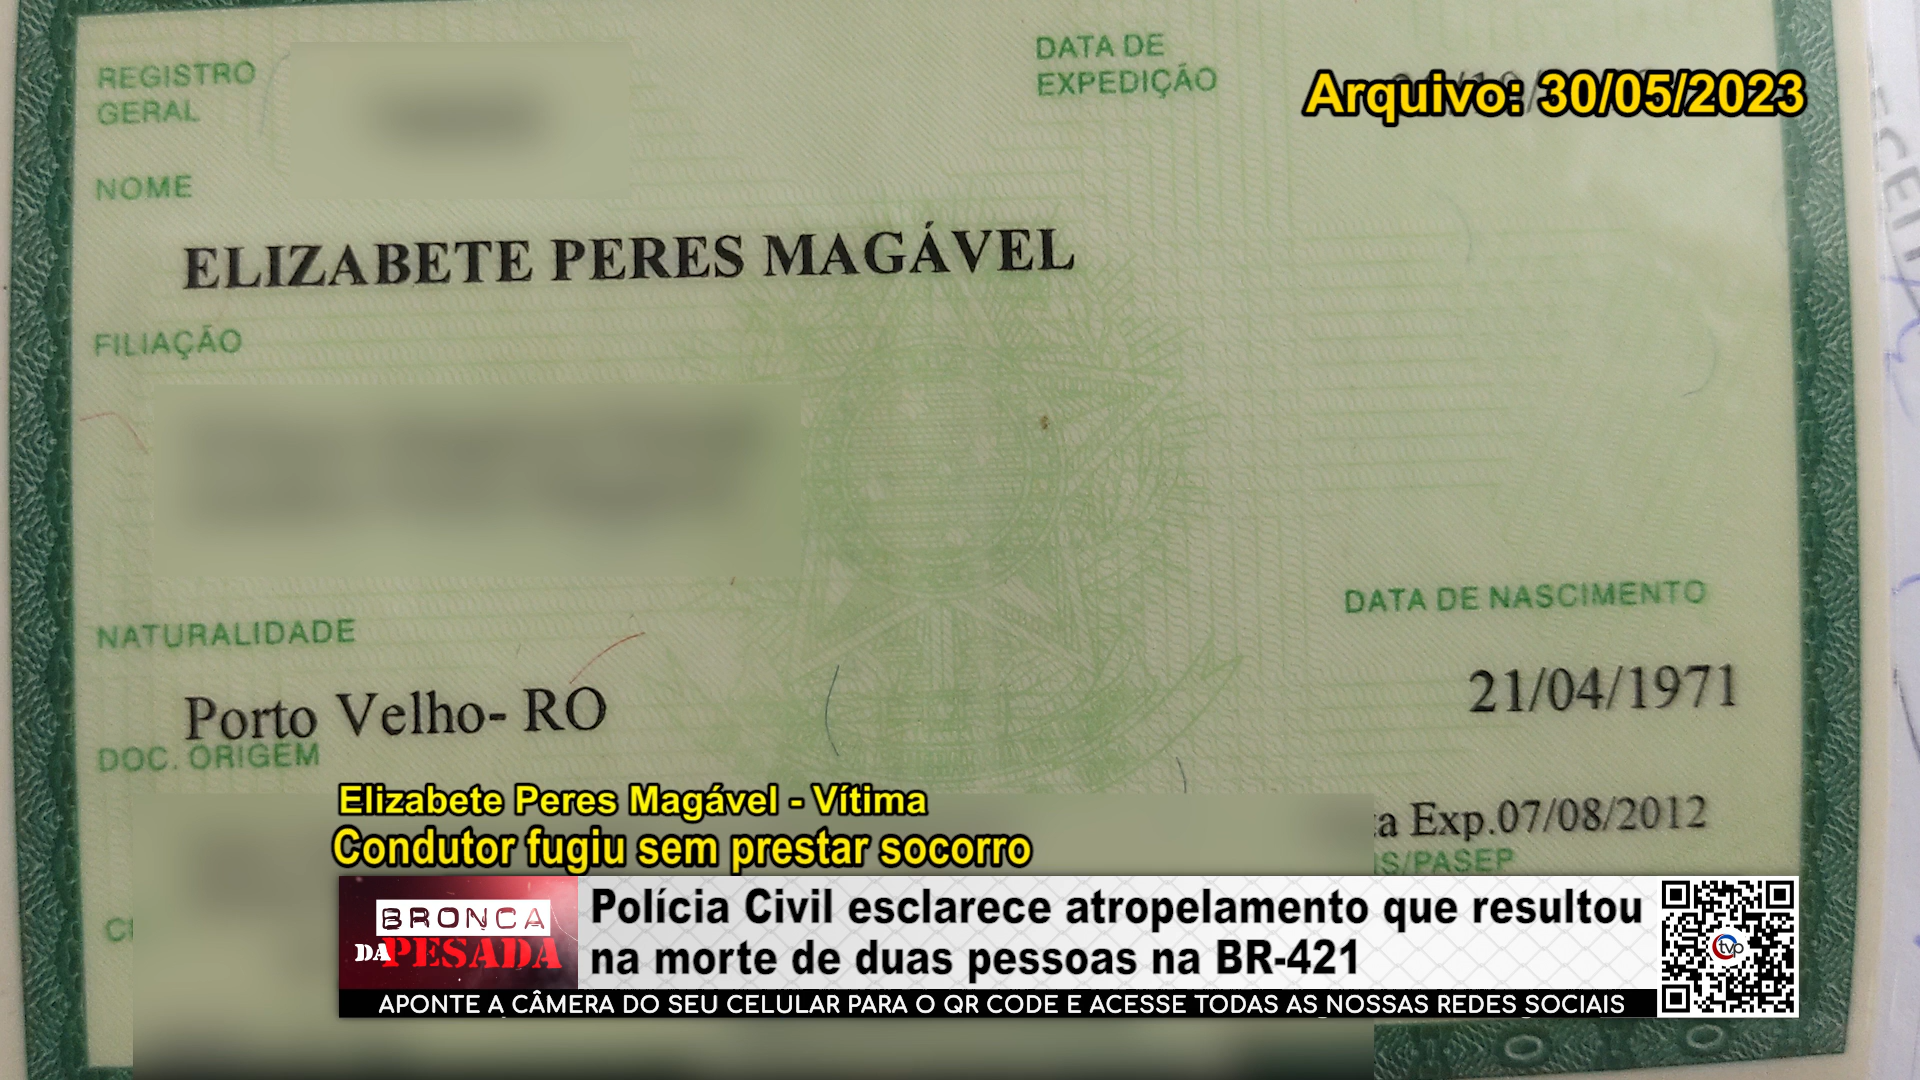 REGISTRO
GERAL
DATA DE
EXPEDIÇÃO
Arquivo: 30/05/2023
NOME
ELIZABETE PERES MAGÁVEL
FILIAÇÃO
NATURALIDADE
DATA DE NASCIMENTO
Porto Velho- RO
21/04/1971
DOC. ORIGEM
Elizabete Peres Magável - Vítima
Exp.07/08/2012
Condutor fugiu sem prestar socorro
/PASEP
BRONCA
DA PESADA
Polícia Civil esclarece atropelamento que resultou
na morte de duas pessoas na BR-421
tvp
APONTE A CÂMERA DO SEU CELULAR PARA O QR CODE E ACESSE TODAS AS NOSSAS REDES SOCIAIS